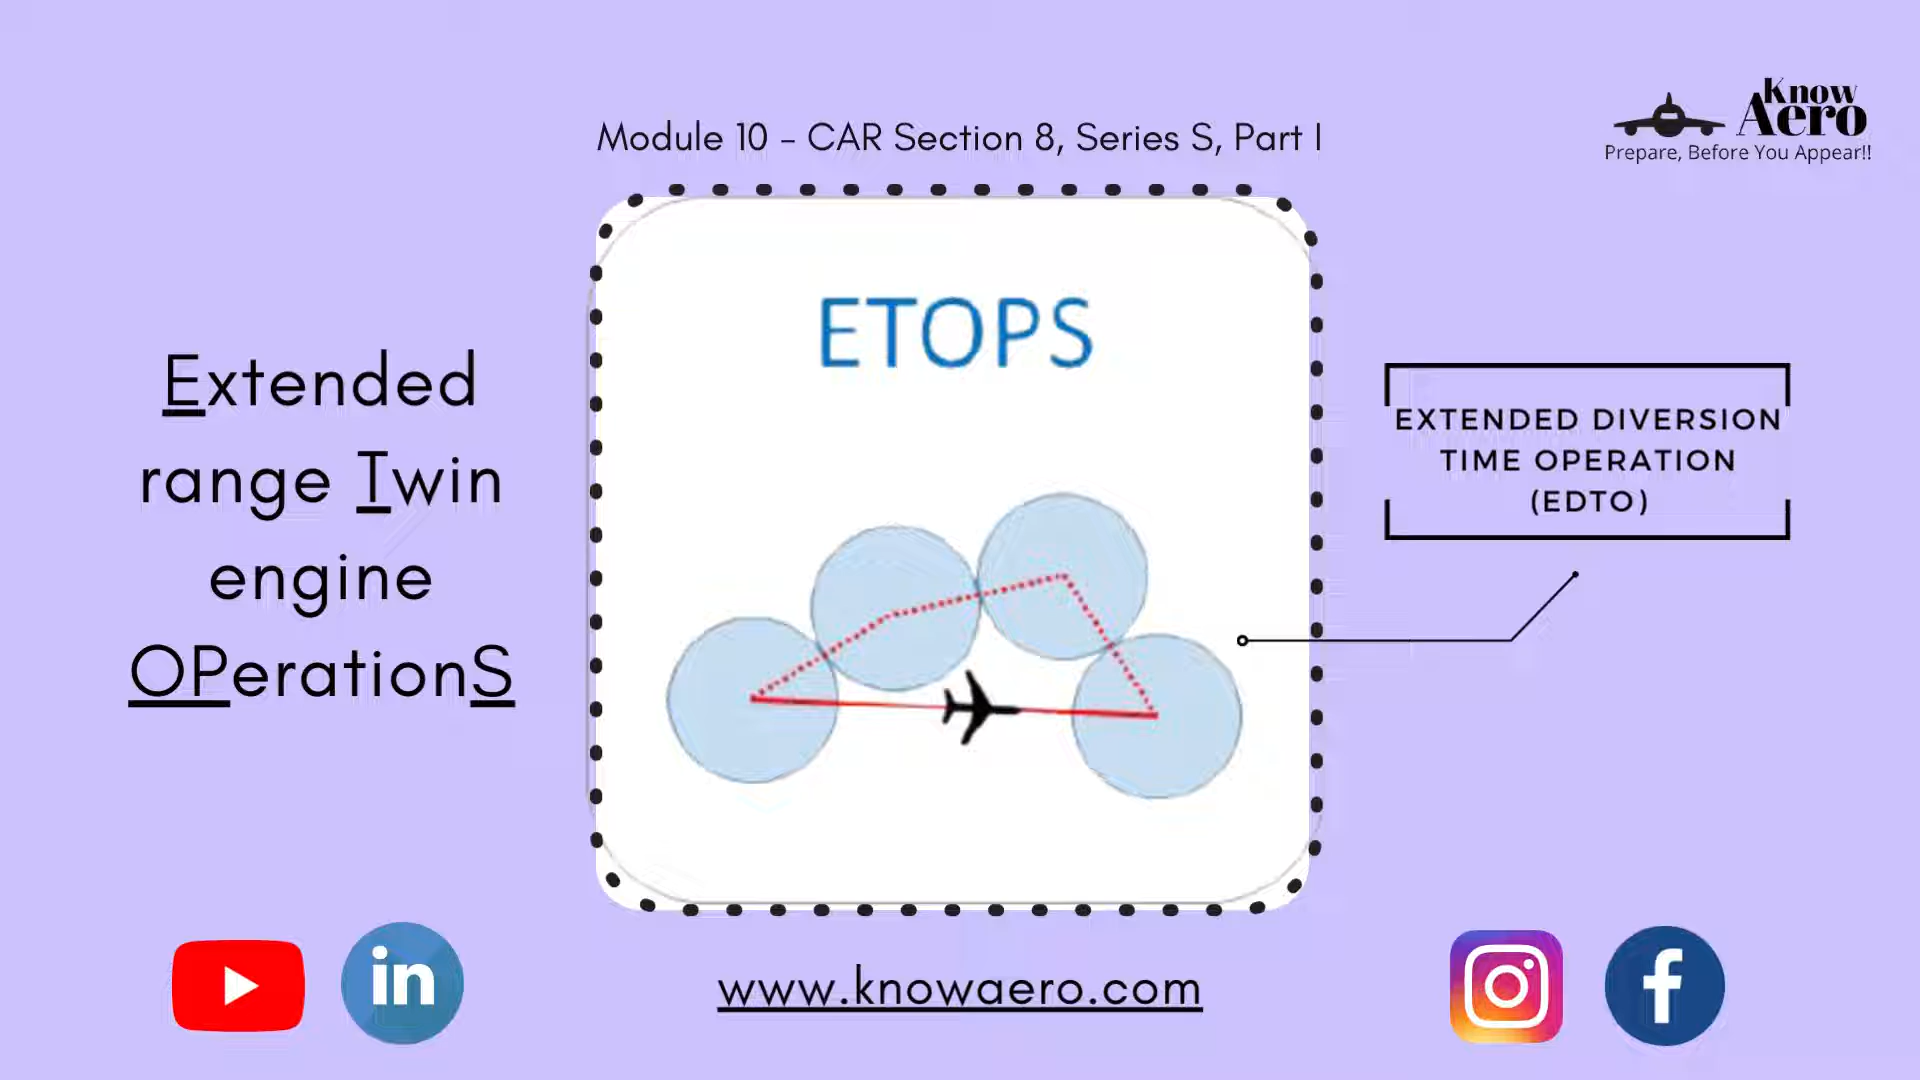 Know
Aero
Prepare, Before You Appear!!
Module 10 - CAR Section 8, Series S, Part I
ETOPS
Extended
range Twin
engine
OPerationS
EXTENDED DIVERSION
TIME OPERATION
(EDTO)
in
www.knowaero.com
f